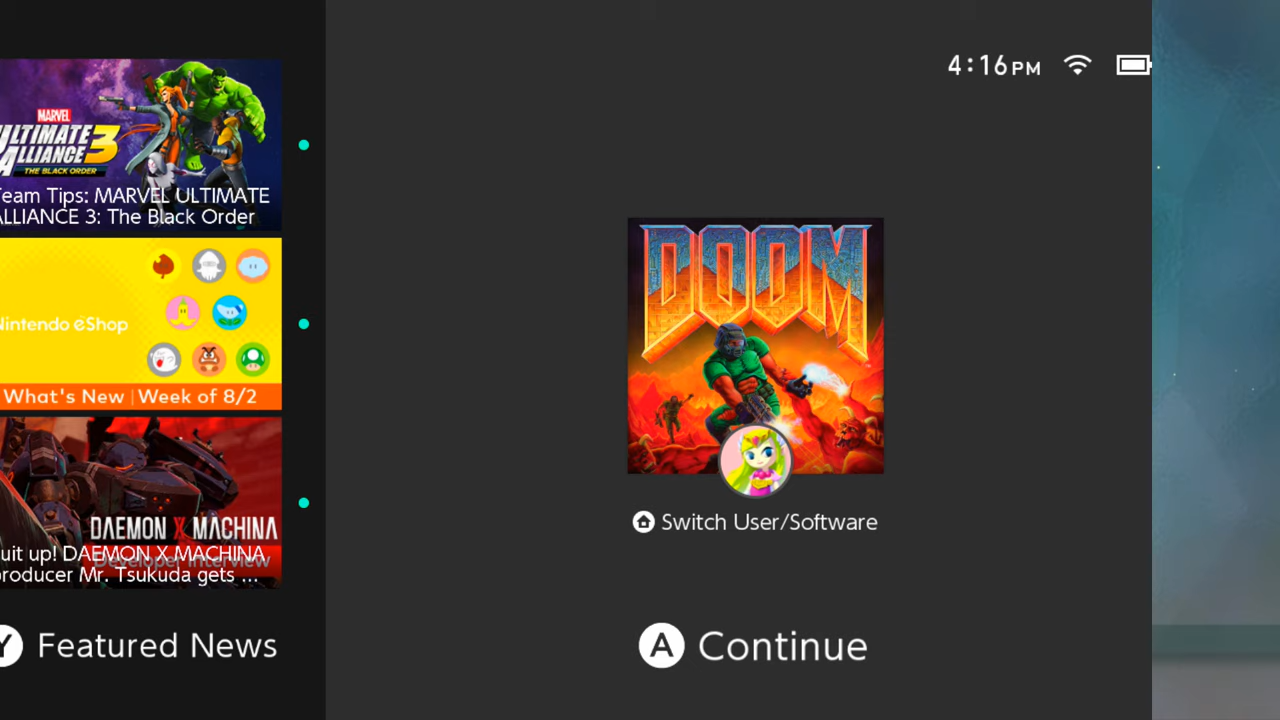 4:16PM
MARVEL
ULTIMATE
ALLIANCE 3
THE BLACK ORDER
Team Tips: MARVEL ULTIMATE
ALLIANCE 3: The Black Order
Nintendo eShop
What's New | Week of 8/2
DAEMON X MACHINA
Developer Interview
uit up! DAEMON X MACHINA
producer Mr. Tsukuda gets ...
Y Featured News
DOOM
Switch User/Software
A Continue